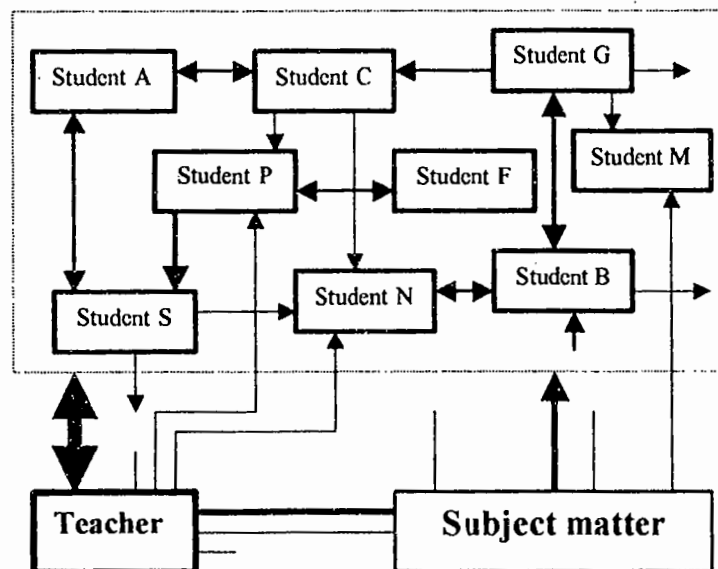 Student A
Student C
Student G
Student M
Student P
Student F
Student B
Student N
Student S
Teacher
Subject matter